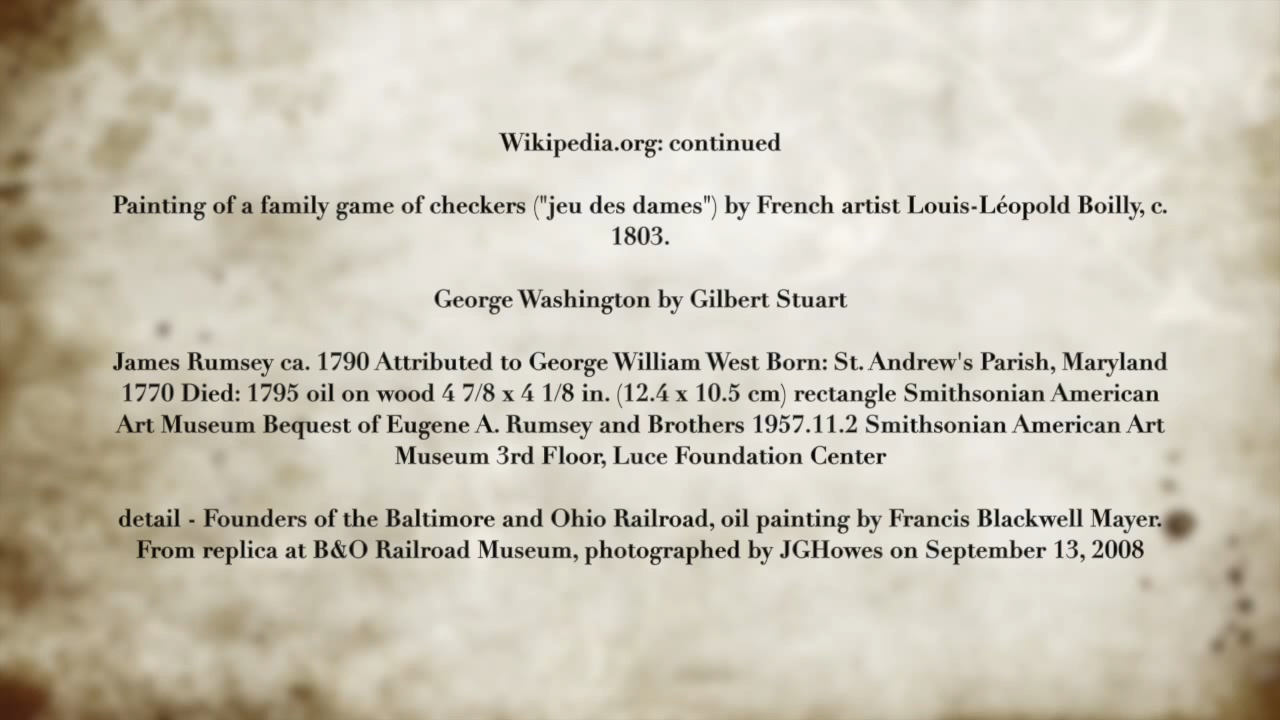 Wikipedia.org: continued
Painting of a family game of checkers ("jeu des dames") by French artist Louis-Léopold Boilly, c.
1803.
George Washington by Gilbert Stuart
James Rumsey ca. 1790 Attributed to George William West Born: St. Andrew's Parish, Maryland
1770 Died: 1795 oil on wood 4 7/8 x 4 1/8 in. (12.4 x 10.5 cm) rectangle Smithsonian American
Art Museum Bequest of Eugene A. Rumsey and Brothers 1957.11.2 Smithsonian American Art
Museum 3rd Floor, Luce Foundation Center
detail - Founders of the Baltimore and Ohio Railroad, oil painting by Francis Blackwell Mayer.
From replica at B&O Railroad Museum, photographed by JGHowes on September 13, 2008